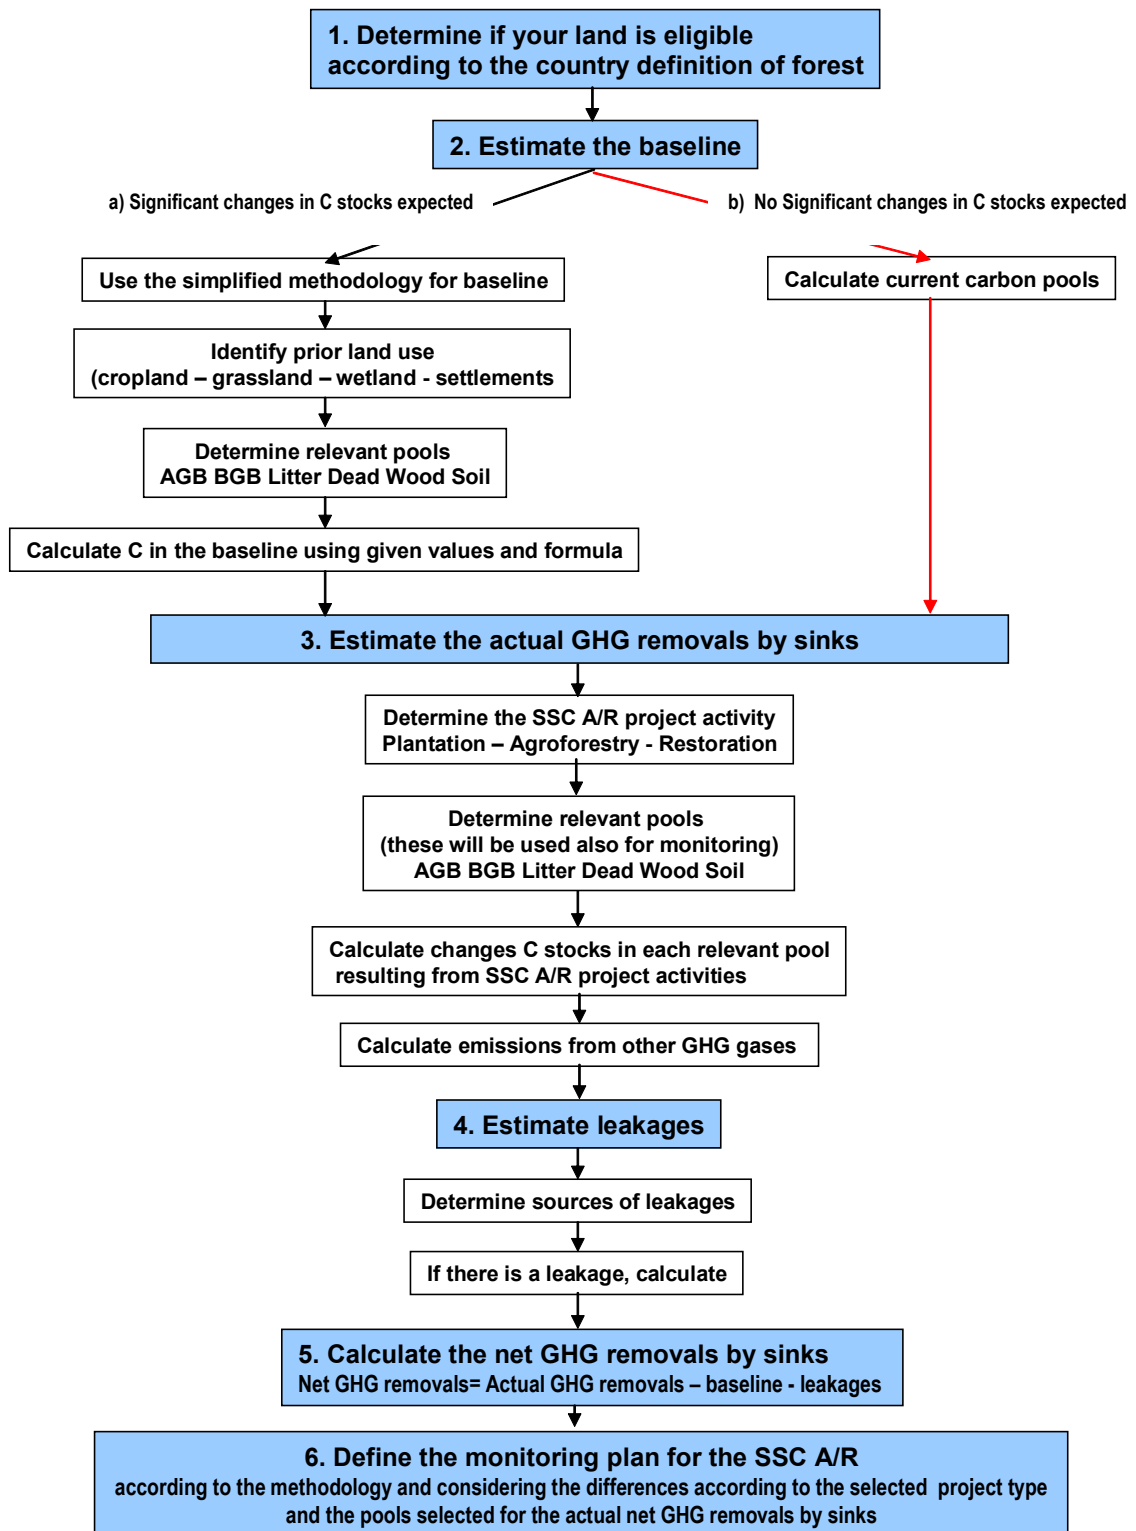 1. Determine if your land is eligible
according to the country definition of forest
2. Estimate the baseline
a) Significant changes in C stocks expected
b) No Significant changes in C stocks expected
Use the simplified methodology for baseline
Calculate current carbon pools
Identify prior land use
(cropland – grassland – wetland - settlements
Determine relevant pools
AGB BGB Litter Dead Wood Soil
Calculate C in the baseline using given values and formula
3. Estimate the actual GHG removals by sinks
Determine the SSC A/R project activity
Plantation – Agroforestry - Restoration
Determine relevant pools
(these will be used also for monitoring)
AGB BGB Litter Dead Wood Soil
Calculate changes C stocks in each relevant pool
resulting from SSC A/R project activities
Calculate emissions from other GHG gases
4. Estimate leakages
Determine sources of leakages
If there is a leakage, calculate
5. Calculate the net GHG removals by sinks
Net GHG removals= Actual GHG removals – baseline - leakages
6. Define the monitoring plan for the SSC A/R
according to the methodology and considering the differences according to the selected project type
and the pools selected for the actual net GHG removals by sinks